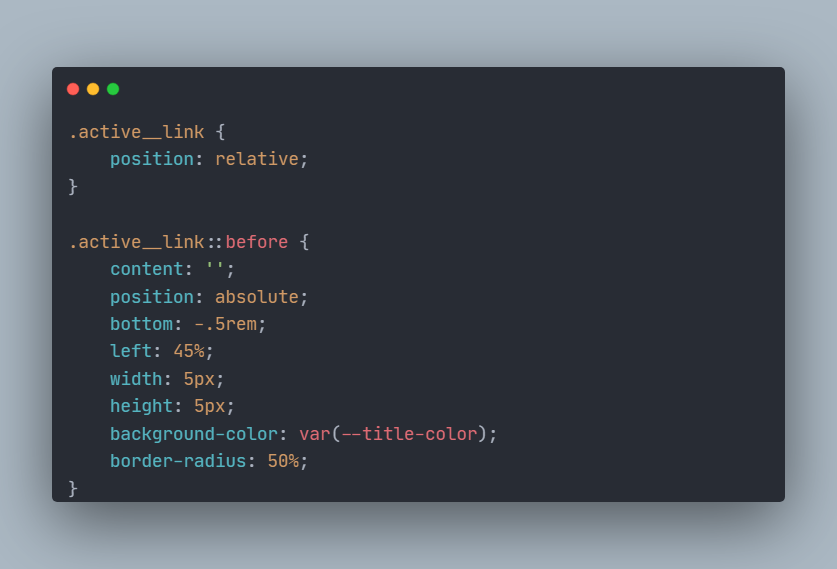 .active__link {
    position: relative;
}

.active__link::before {
    content: '';
    position: absolute;
    bottom: -.5rem;
    left: 45%;
    width: 5px;
    height: 5px;
    background-color: var(--title-color);
    border-radius: 50%;
}